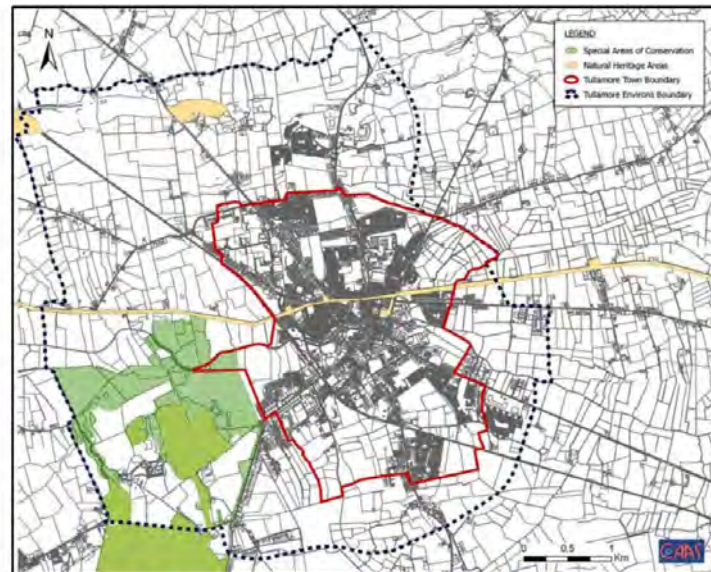 N
LEGEND
Special Areas of Conservation
Natural Heritage Areas
Tullamore Town Boundary
Tullamore Environs Boundary
0 0.5 1
Km
CAAS